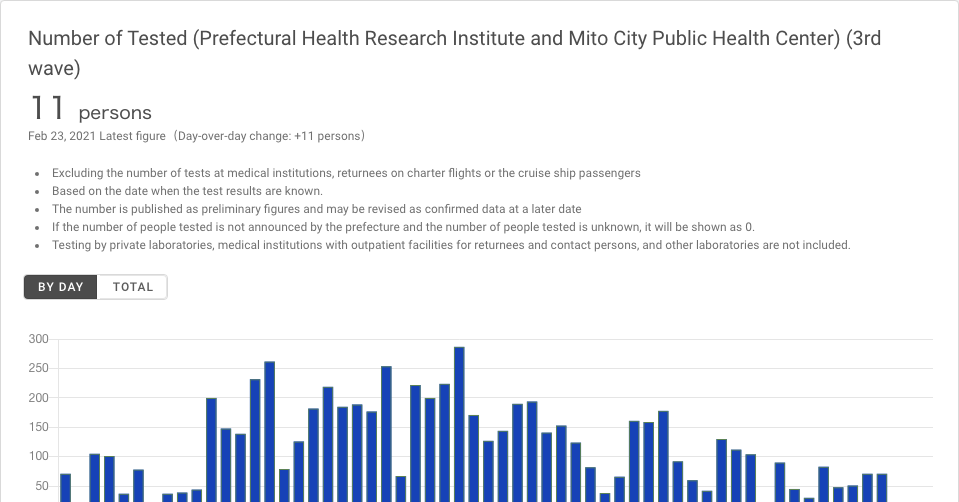 Number of Tested (Prefectural Health Research Institute and Mito City Public Health Center) (3rd
wave)
11 persons
Feb 23, 2021 Latest figure（Day-over-day change: +11 persons）
• Excluding the number of tests at medical institutions, returnees on charter flights or the cruise ship passengers
• Based on the date when the test results are known.
• The number is published as preliminary figures and may be revised as confirmed data at a later date
• If the number of people tested is not announced by the prefecture and the number of people tested is unknown, it will be shown as 0.
• Testing by private laboratories, medical institutions with outpatient facilities for returnees and contact persons, and other laboratories are not included.
BY DAY TOTAL
300
250
200
150
100
50